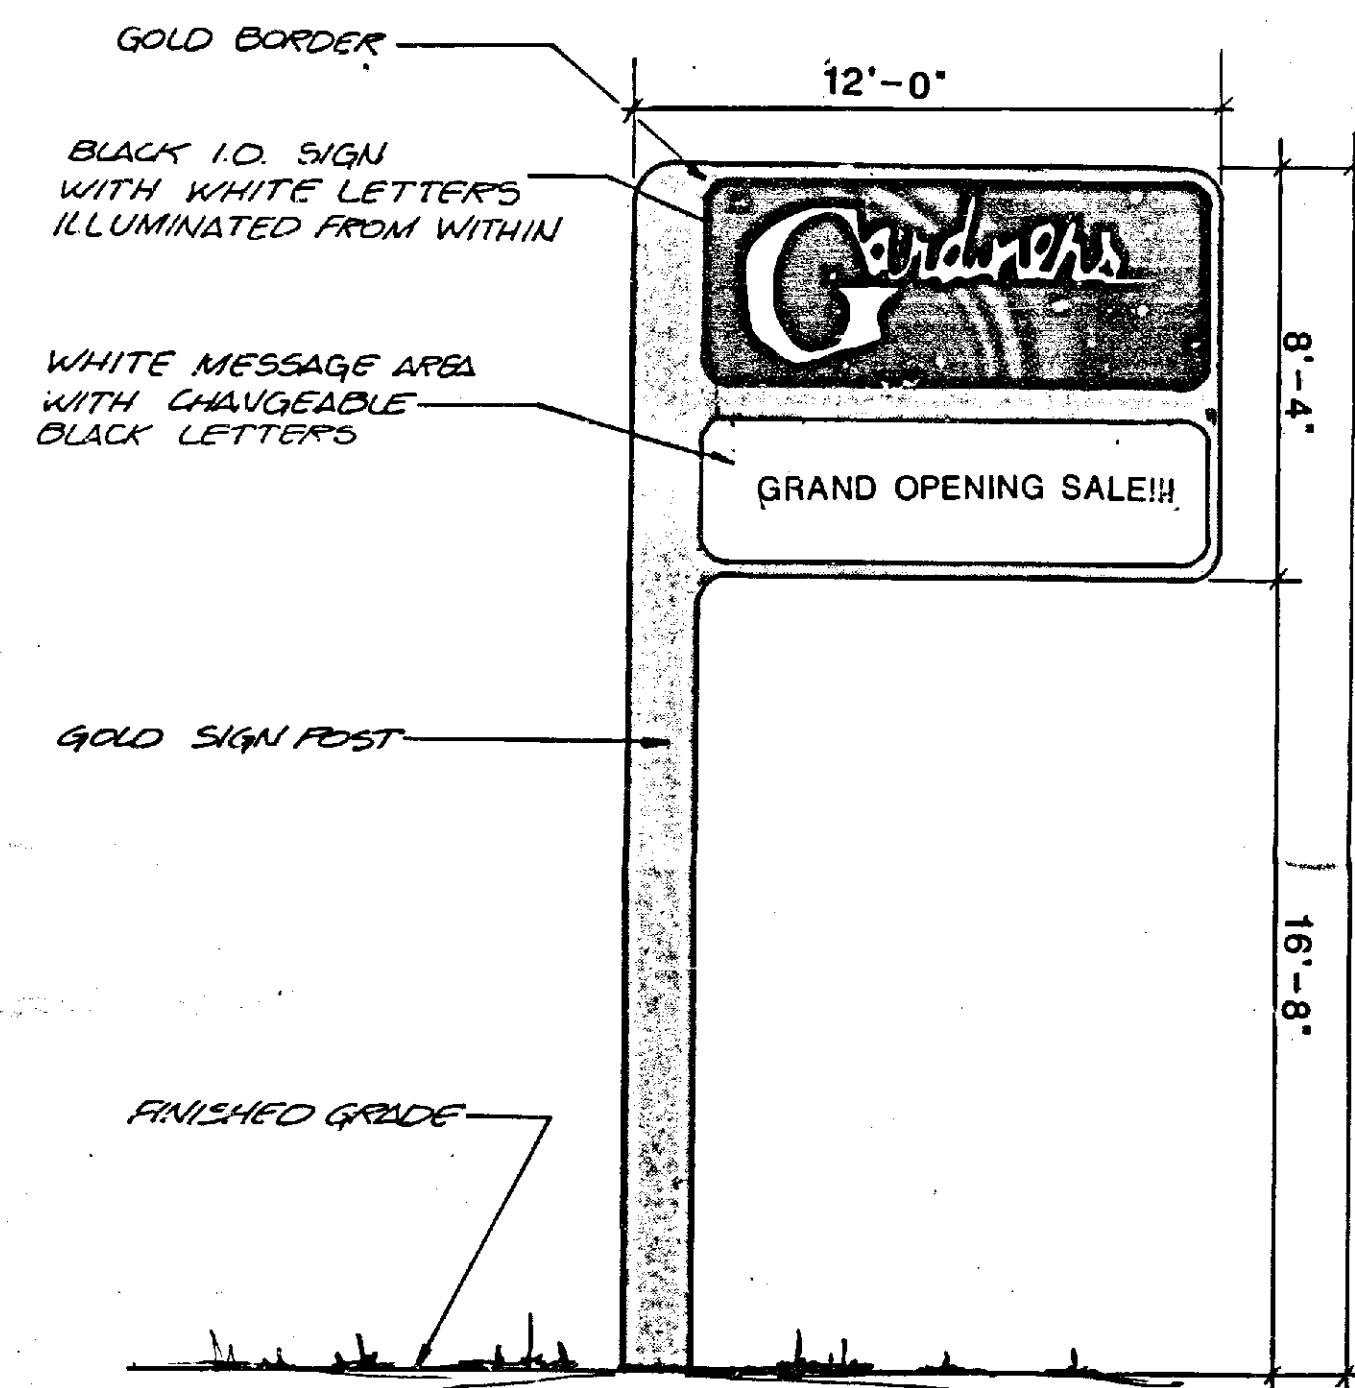 GOLD BORDER
12'-0"
BLACK I.D. SIGN
WITH WHITE LETTERS
ILLUMINATED FROM WITHIN
Gardners
8'-4"
WHITE MESSAGE AREA
WITH CHANGEABLE
BLACK LETTERS
GRAND OPENING SALE!!!
GOLD SIGN POST
16'-8"
FINISHED GRADE